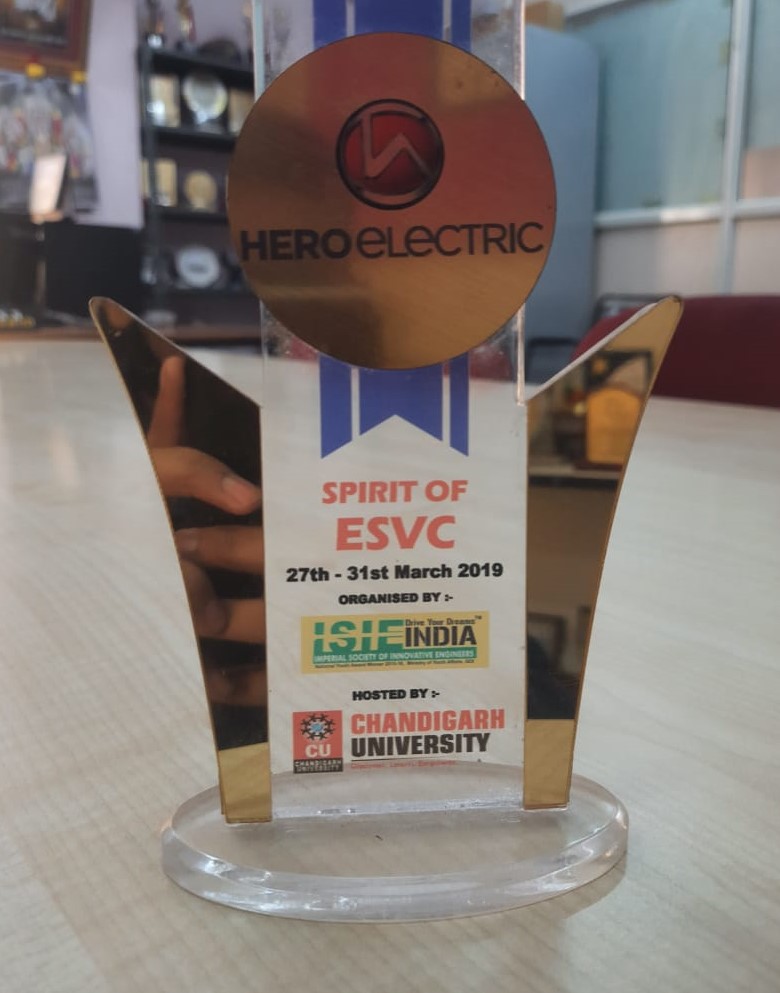 HERO ELECTRIC
SPIRIT OF
ESVC
27th - 31st March 2019
ORGANISED BY :-
Drive Your Dreams™
ISIE INDIA
IMPERIAL SOCIETY OF INNOVATIVE ENGINEERS
HOSTED BY :-
CU
CHANDIGARH
UNIVERSITY
CHANDIGARH
UNIVERSITY